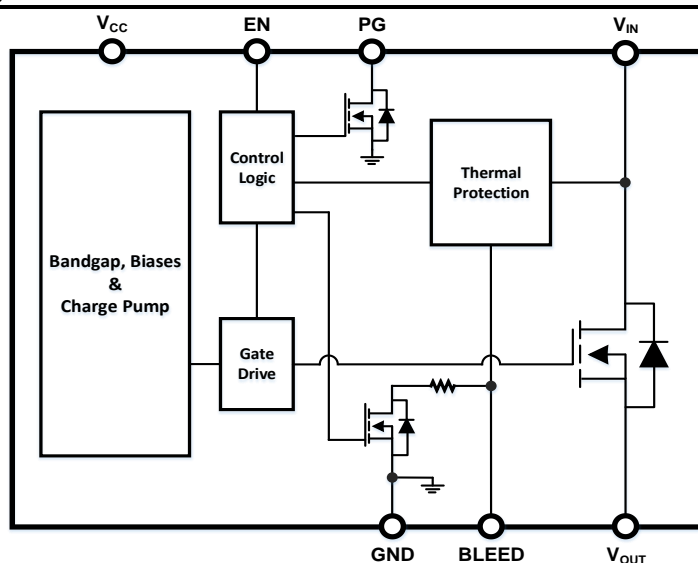 VCC
EN
PG
VIN
Control
Logic
Thermal
Protection
Bandgap, Biases
&
Charge Pump
Gate
Drive
GND
BLEED
VOUT